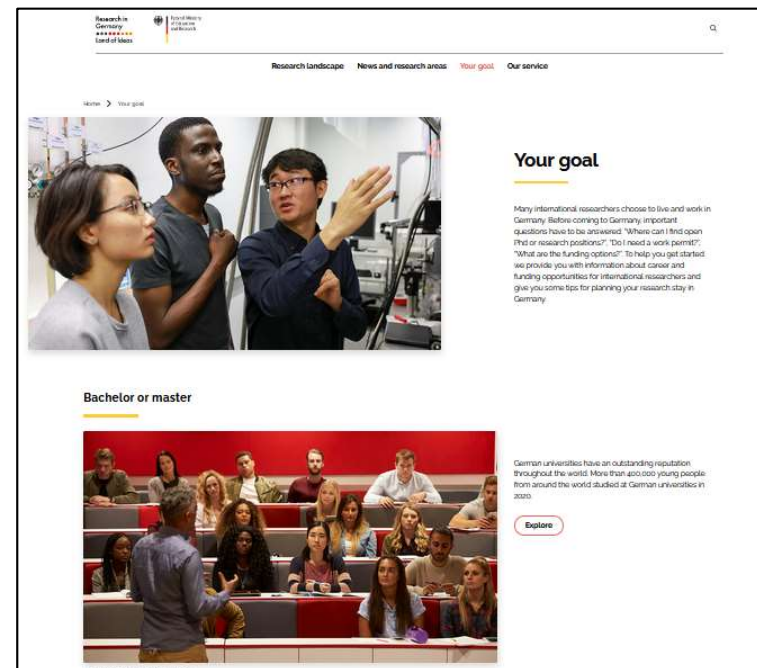 Research in
Germany
Land of Ideas
Federal Ministry
of Education
and Research
Research landscape News and research areas Your goal Our service
Home > Your goal
Your goal
Many international researchers choose to live and work in
Germany. Before coming to Germany, important
questions have to be answered: "Where can I find open
Phd or research positions?", "Do I need a work permit?",
"What are the funding options?". To help you get started
we provide you with information about career and
funding opportunities for international researchers and
give you some tips for planning your research stay in
Germany.
Bachelor or master
German universities have an outstanding reputation
throughout the world. More than 400,000 young people
from around the world studied at German universities in
2020.
Explore